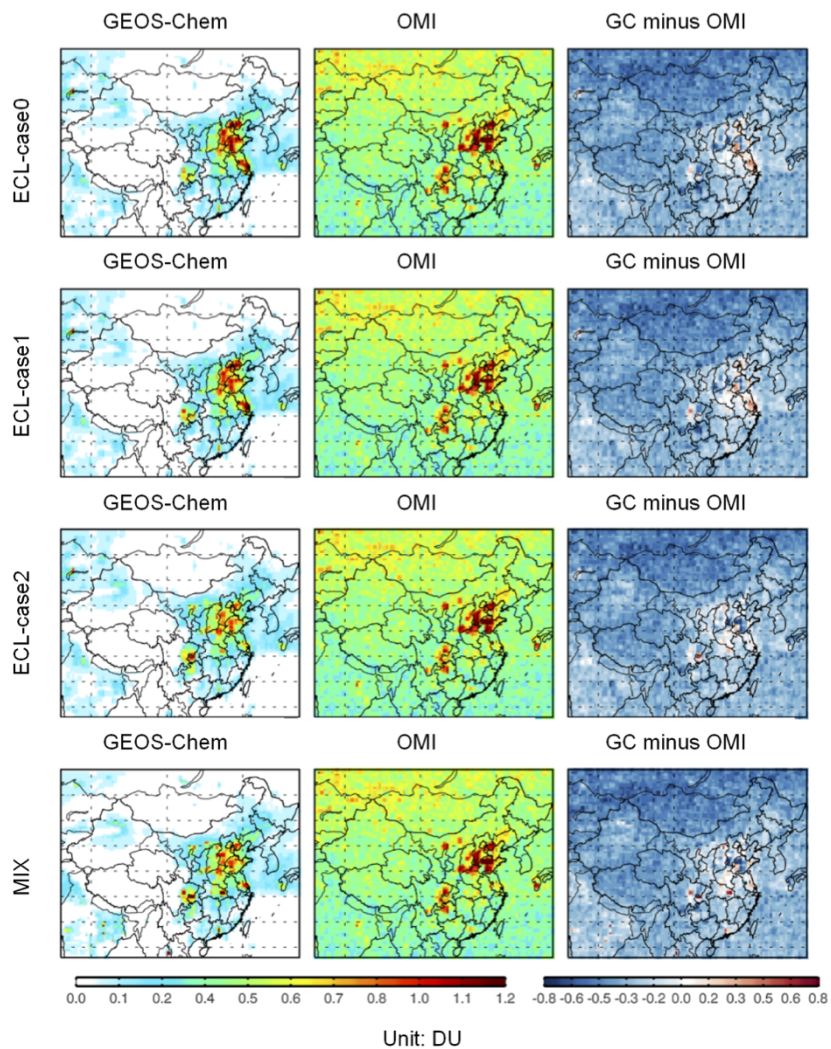 GEOS-Chem OMI GC minus OMI
ECL-case0
GEOS-Chem OMI GC minus OMI
ECL-case1
GEOS-Chem OMI GC minus OMI
ECL-case2
GEOS-Chem OMI GC minus OMI
MIX
0.0 0.1 0.2 0.4 0.5 0.6 0.7 0.8 1.0 1.1 1.2 -0.8 -0.6 -0.5 -0.3 -0.2 0.0 0.2 0.3 0.5 0.6 0.8
Unit: DU